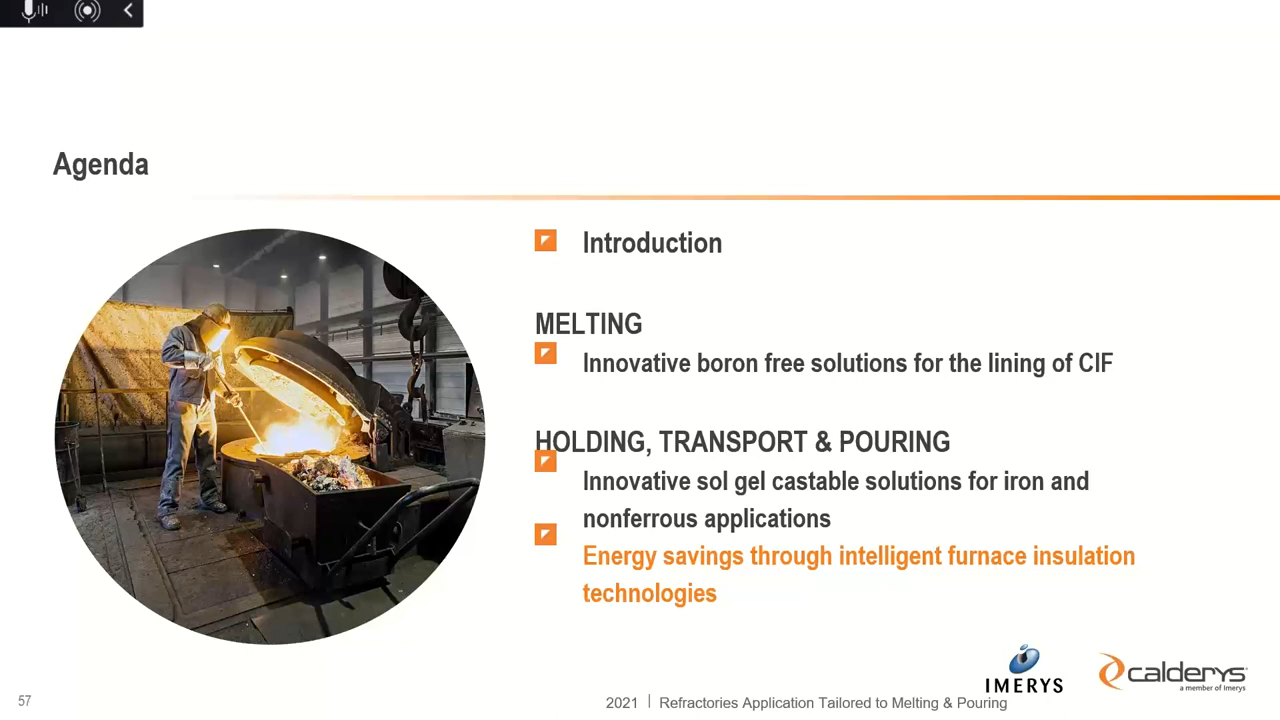 Agenda
Introduction
MELTING
Innovative boron free solutions for the lining of CIF
HOLDING, TRANSPORT & POURING
Innovative sol gel castable solutions for iron and
nonferrous applications
Energy savings through intelligent furnace insulation
technologies
IMERYS
calderys
a member of Imerys
57
2021 | Refractories Application Tailored to Melting & Pouring